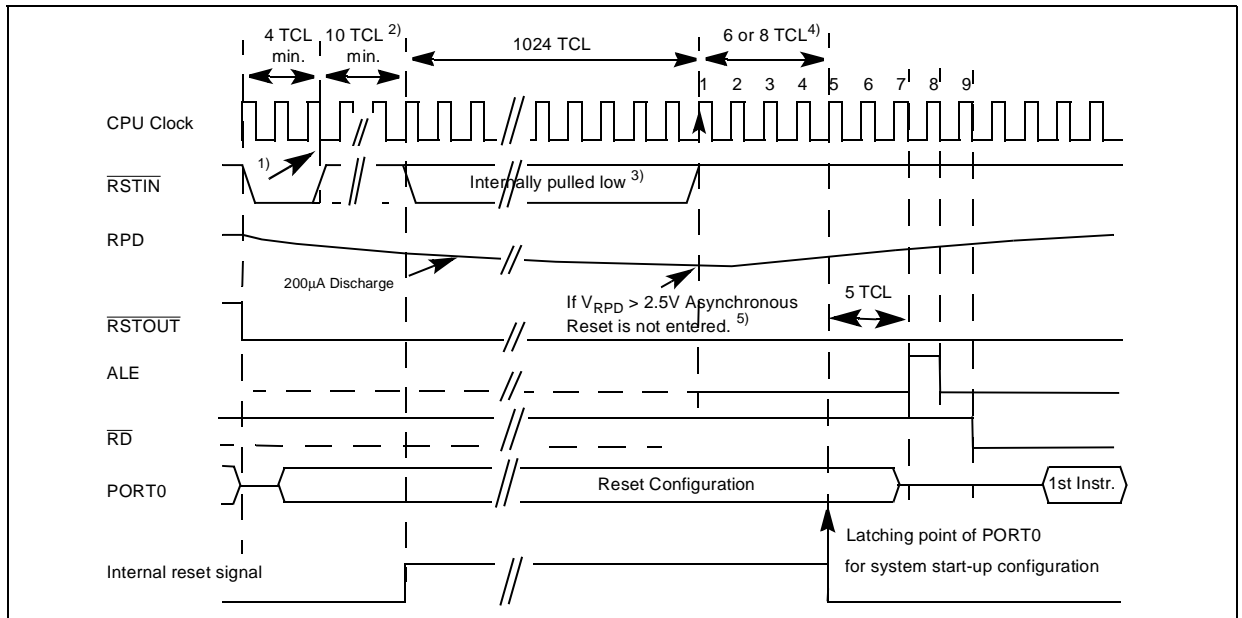 4 TCL
min.
10 TCL 2)
min.
1024 TCL
6 or 8 TCL4)
1 2 3 4 5 6 7 8 9
CPU Clock
1)
RSTIN
Internally pulled low 3)
RPD
200µA Discharge
If VRPD > 2.5V Asynchronous
Reset is not entered. 5)
5 TCL
RSTOUT
ALE
RD
PORT0
Reset Configuration
1st Instr.
Latching point of PORT0
for system start-up configuration
Internal reset signal